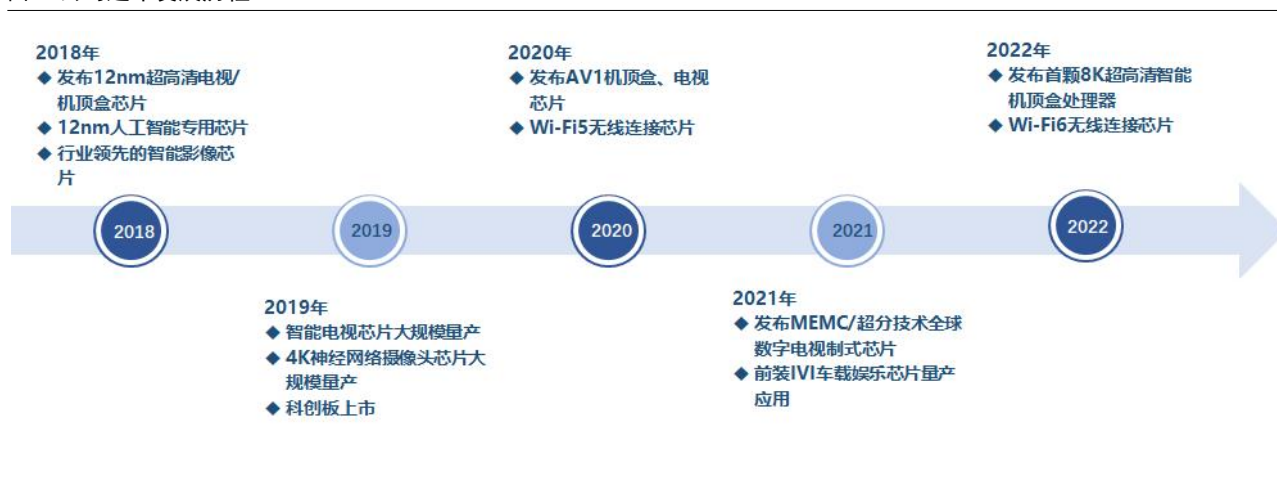 2018年
◆ 发布12nm超高清电视/
机顶盒芯片
◆ 12nm人工智能专用芯片
◆ 行业领先的智能影像芯
片
2020年
◆ 发布AV1机顶盒、电视
芯片
◆ Wi-Fi5无线连接芯片
2022年
◆ 发布首颗8K超高清智能
机顶盒处理器
◆ Wi-Fi6无线连接芯片
2018
2019
2020
2021
2022
2019年
◆ 智能电视芯片大规模量产
◆ 4K神经网络摄像头芯片大
规模量产
◆ 科创板上市
2021年
◆ 发布MEMC/超分技术全球
数字电视制式芯片
◆ 前装IVI车载娱乐芯片量产
应用